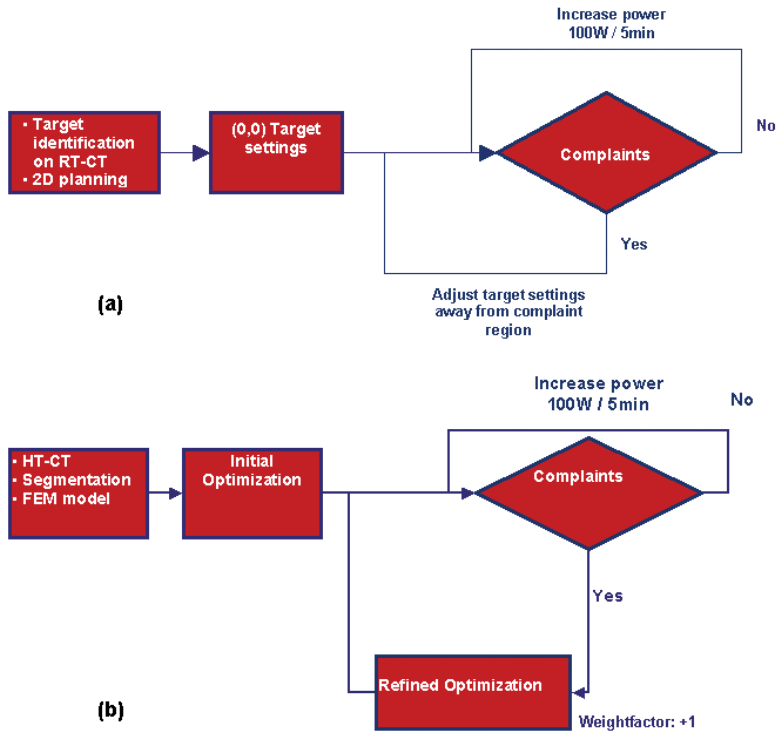 Increase power
100W / 5min
• Target
identification
on RT-CT
• 2D planning
(0,0) Target
settings
Complaints
No
Yes
Adjust target settings
away from complaint
region
(a)
Increase power
100W / 5min
No
• HT-CT
• Segmentation
• FEM model
Initial
Optimization
Complaints
Yes
Refined Optimization
Weightfactor: +1
(b)